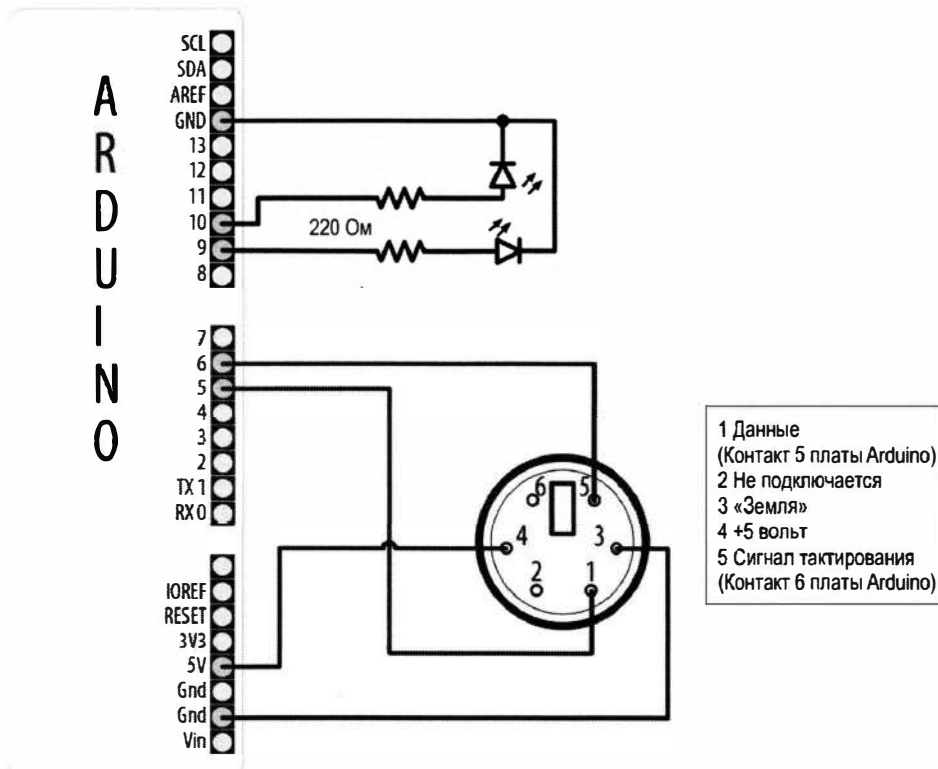 ARDUINO
SCL
SDA
AREF
GND
13
12
11
10
9
8
220 Ом
7
6
5
4
3
2
TX 1
RX 0
IOREF
RESET
3V3
5V
Gnd
Gnd
Vin
6
5
4
3
2
1
1 Данные
(Контакт 5 платы Arduino)
2 Не подключается
3 «Земля»
4 +5 вольт
5 Сигнал тактирования
(Контакт 6 платы Arduino)